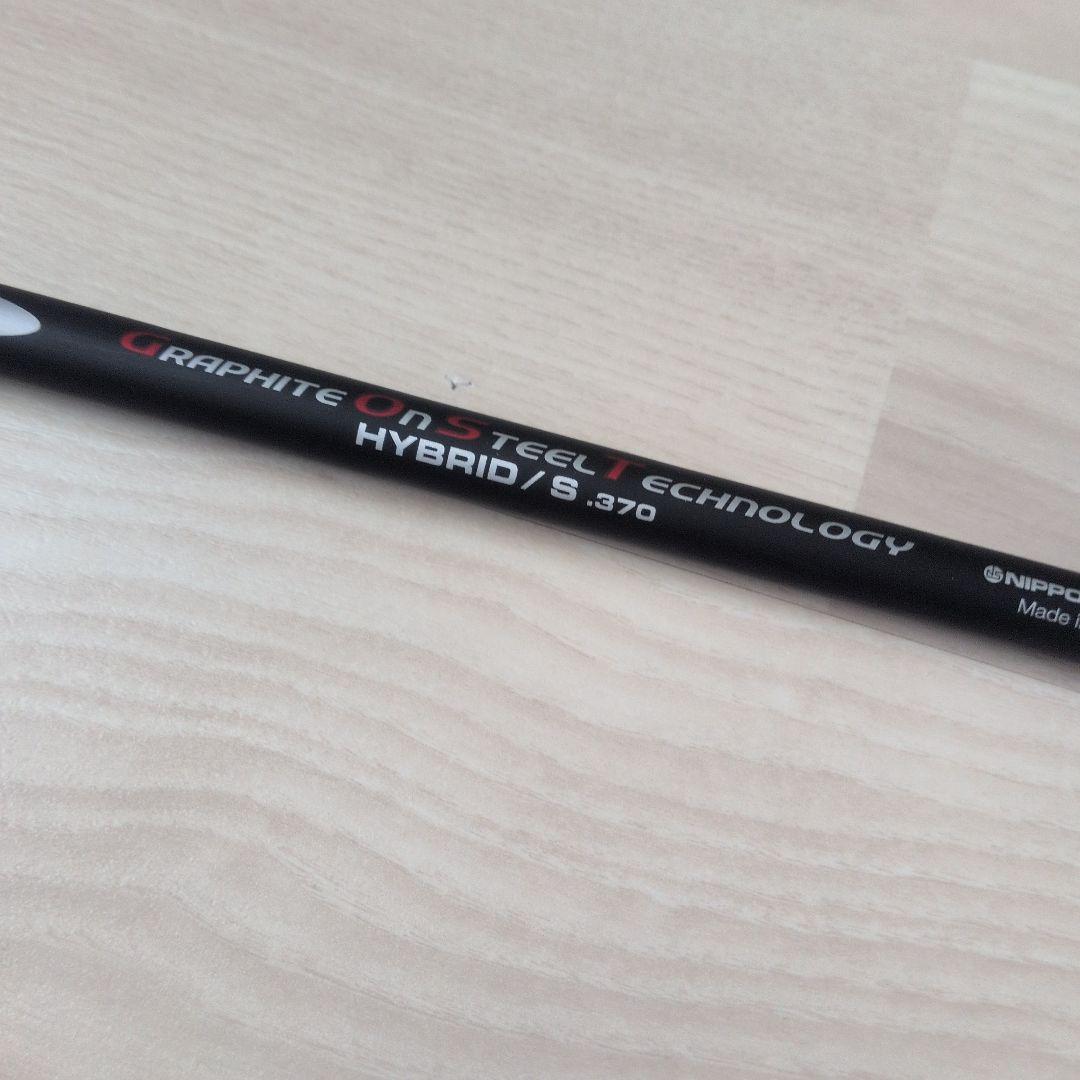 GRAPHITE On STEEL TECHNOLOGY
HYBRID/S .370
NIPPO
Made i